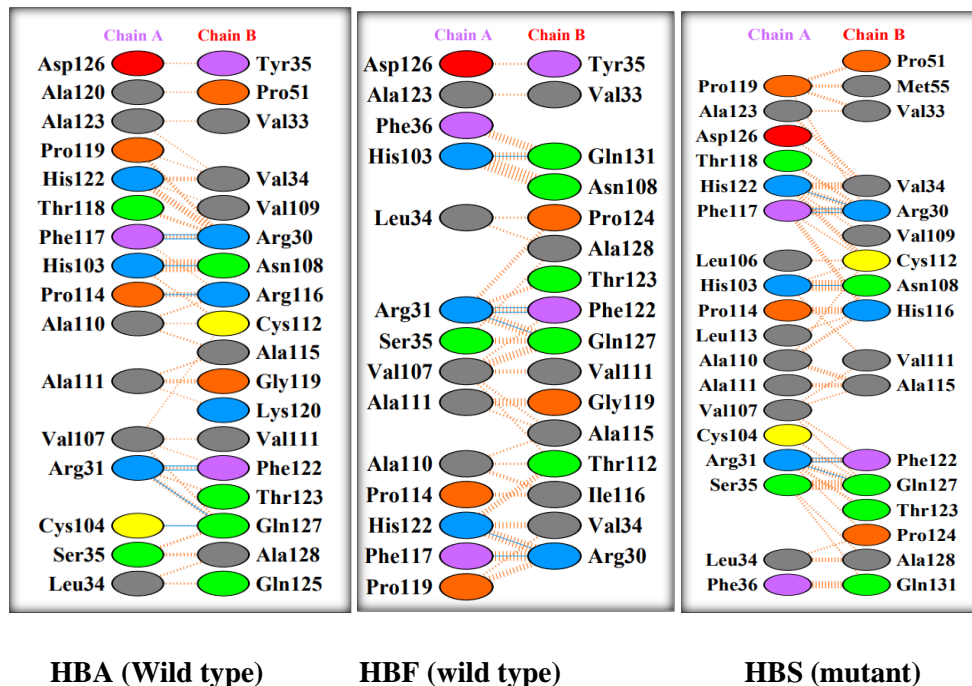 Chain A Chain B
Asp126 Tyr35
Ala120 Pro51
Ala123 Val33
Pro119
His122 Val34
Thr118 Val109
Phe117 Arg30
His103 Asn108
Pro114 Arg116
Ala110 Cys112
Ala115
Ala111 Gly119
Lys120
Val107 Val111
Arg31 Phe122
Thr123
Cys104 Gln127
Ser35 Ala128
Leu34 Gln125
Chain A Chain B
Asp126 Tyr35
Ala123 Val33
Phe36
His103 Gln131
Asn108
Leu34 Pro124
Ala128
Thr123
Arg31 Phe122
Ser35 Gln127
Val107 Val111
Ala111 Gly119
Ala115
Ala110 Thr112
Pro114 Ile116
His122 Val34
Phe117 Arg30
Pro119
Chain A Chain B
Pro51
Pro119 Met55
Ala123 Val33
Asp126
Thr118
His122 Val34
Phe117 Arg30
Val109
Leu106 Cys112
His103 Asn108
Pro114 His116
Leu113
Ala110 Val111
Ala111 Ala115
Val107
Cys104
Arg31 Phe122
Ser35 Gln127
Thr123
Pro124
Leu34 Ala128
Phe36 Gln131
HBA (Wild type) HBF (wild type) HBS (mutant)